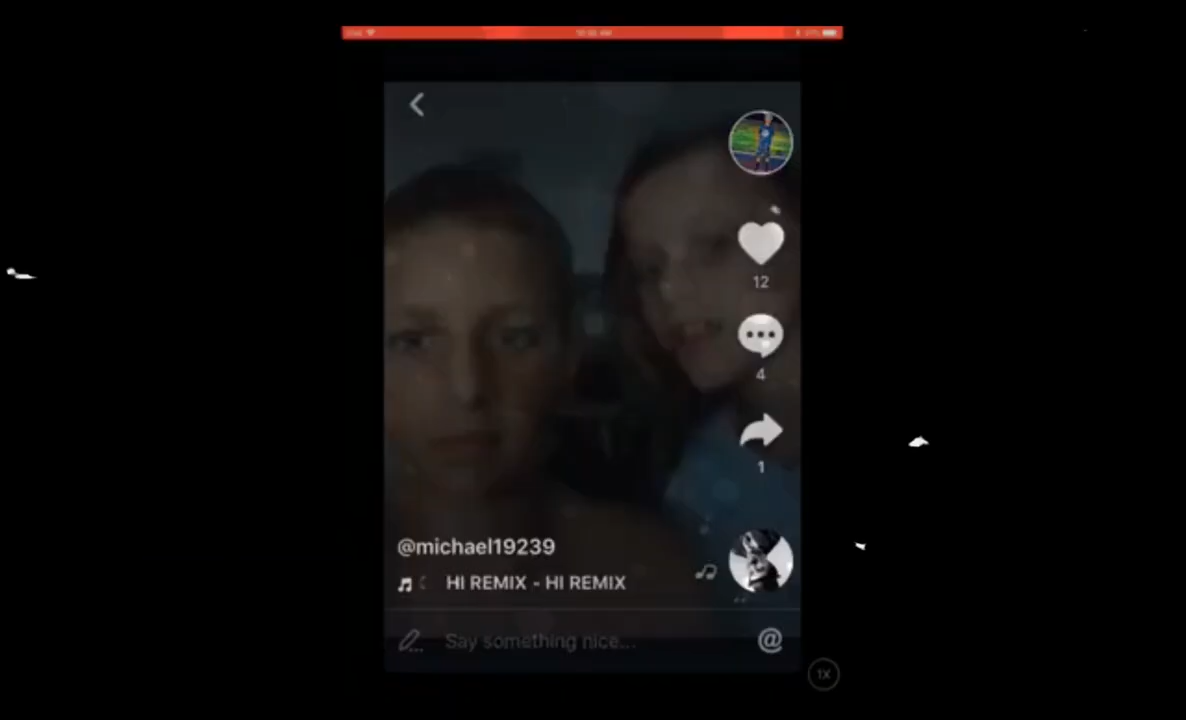 12
4
1
@michael19239
HI REMIX - HI REMIX
Say something nice...
@
1X